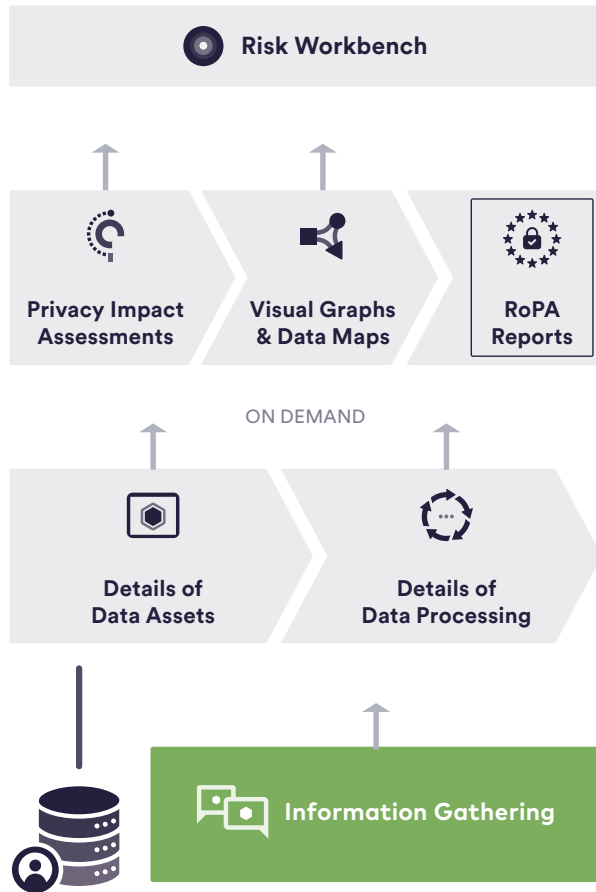 Risk Workbench
Privacy Impact
Assessments
Visual Graphs
& Data Maps
RoPA
Reports
ON DEMAND
Details of
Data Assets
Details of
Data Processing
Information Gathering